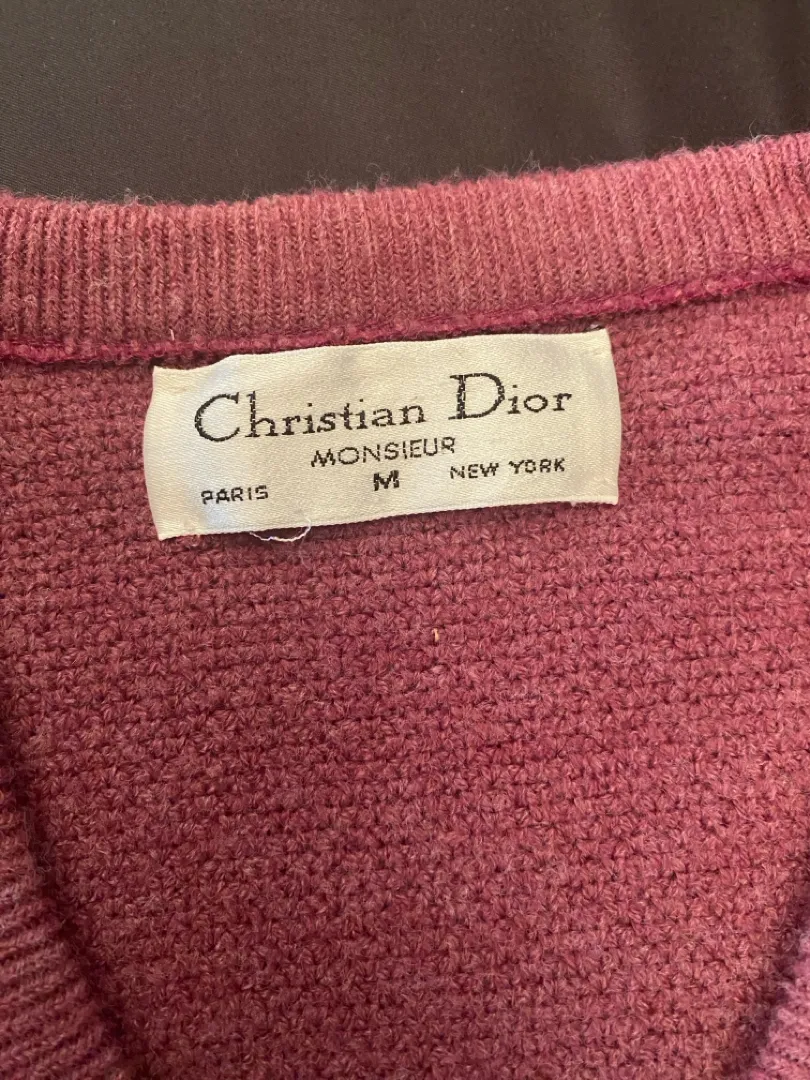 Christian Dior
MONSIEUR
PARIS M NEW YORK